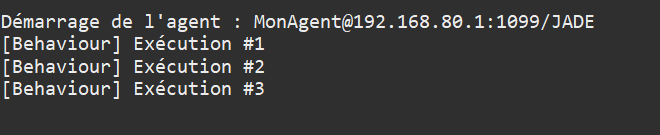 Démarrage de l'agent : MonAgent@192.168.80.1:1099/JADE
[Behaviour] Exécution #1
[Behaviour] Exécution #2
[Behaviour] Exécution #3